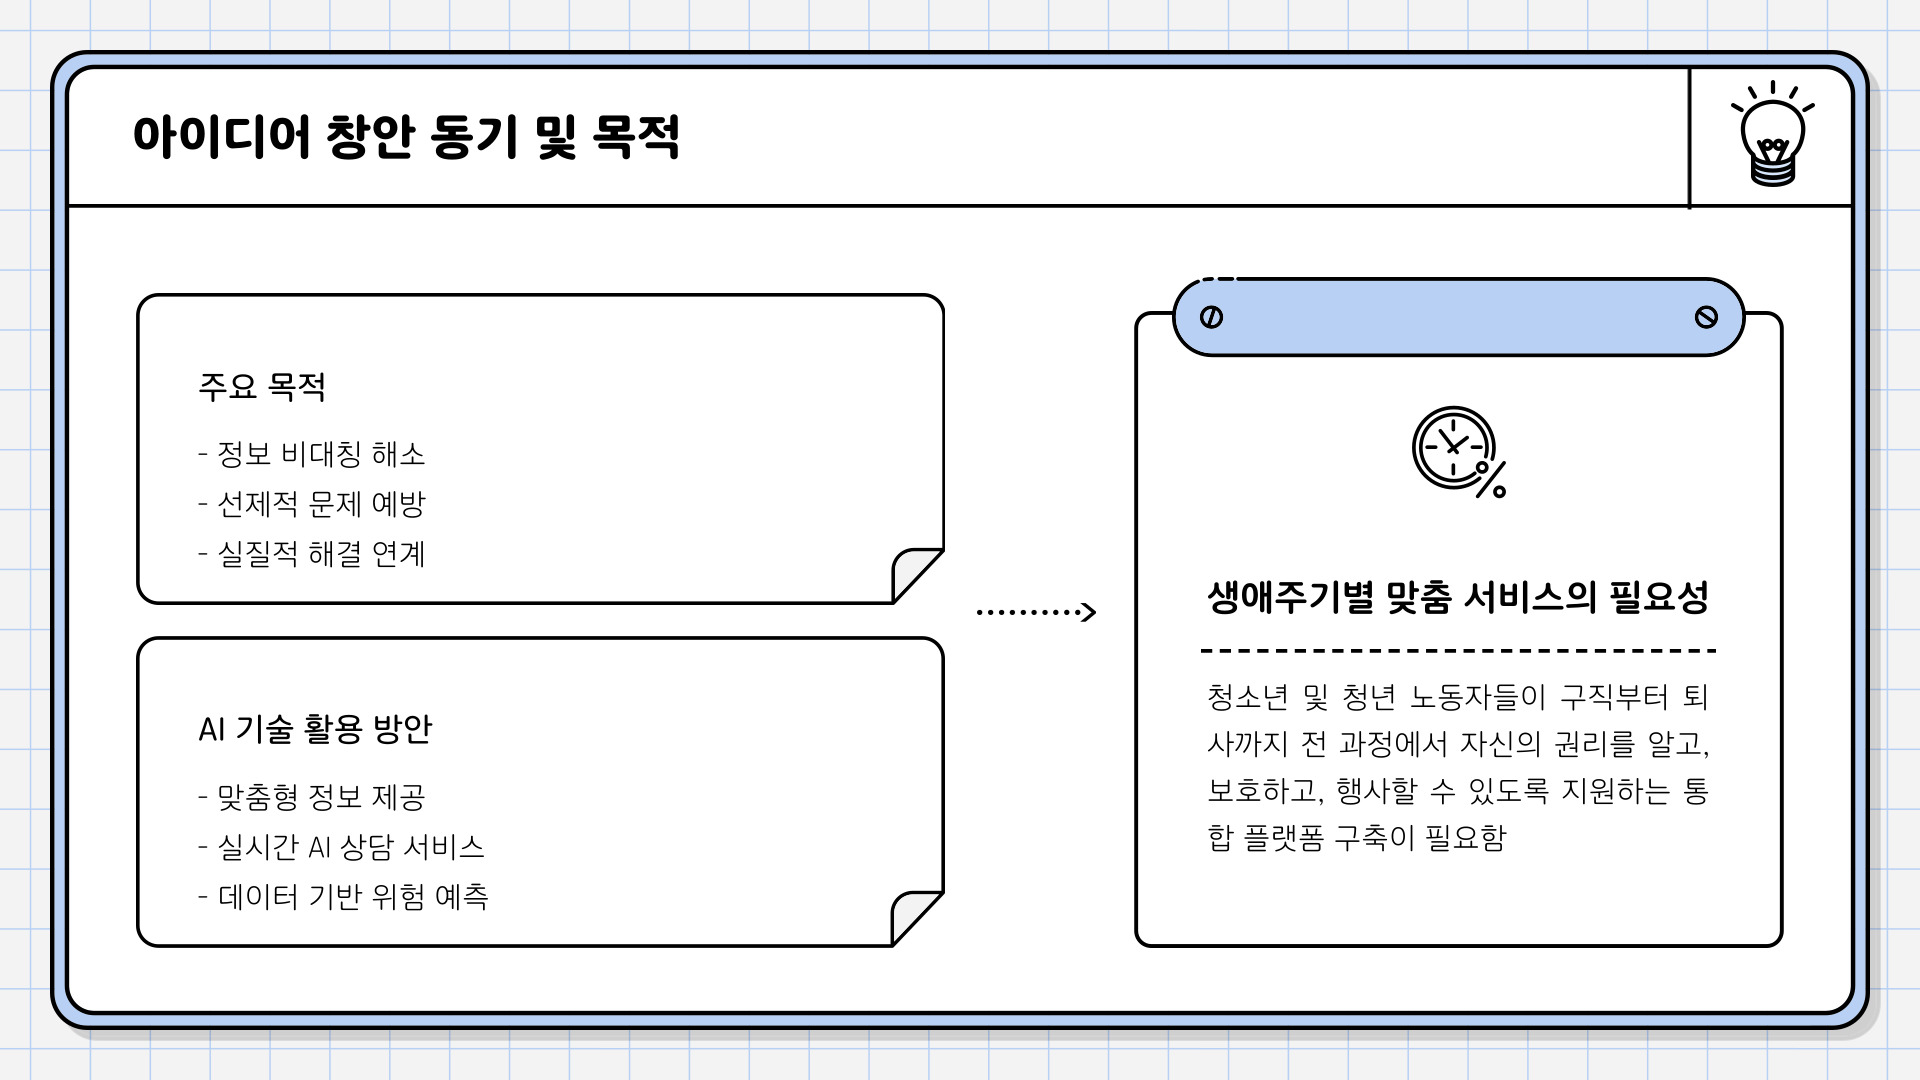 아이디어 창안 동기 및 목적
주요 목적
- 정보 비대칭 해소
- 선제적 문제 예방
- 실질적 해결 연계
AI 기술 활용 방안
- 맞춤형 정보 제공
- 실시간 AI 상담 서비스
- 데이터 기반 위험 예측
생애주기별 맞춤 서비스의 필요성
청소년 및 청년 노동자들이 구직부터 퇴
사까지 전 과정에서 자신의 권리를 알고,
보호하고, 행사할 수 있도록 지원하는 통
합 플랫폼 구축이 필요함